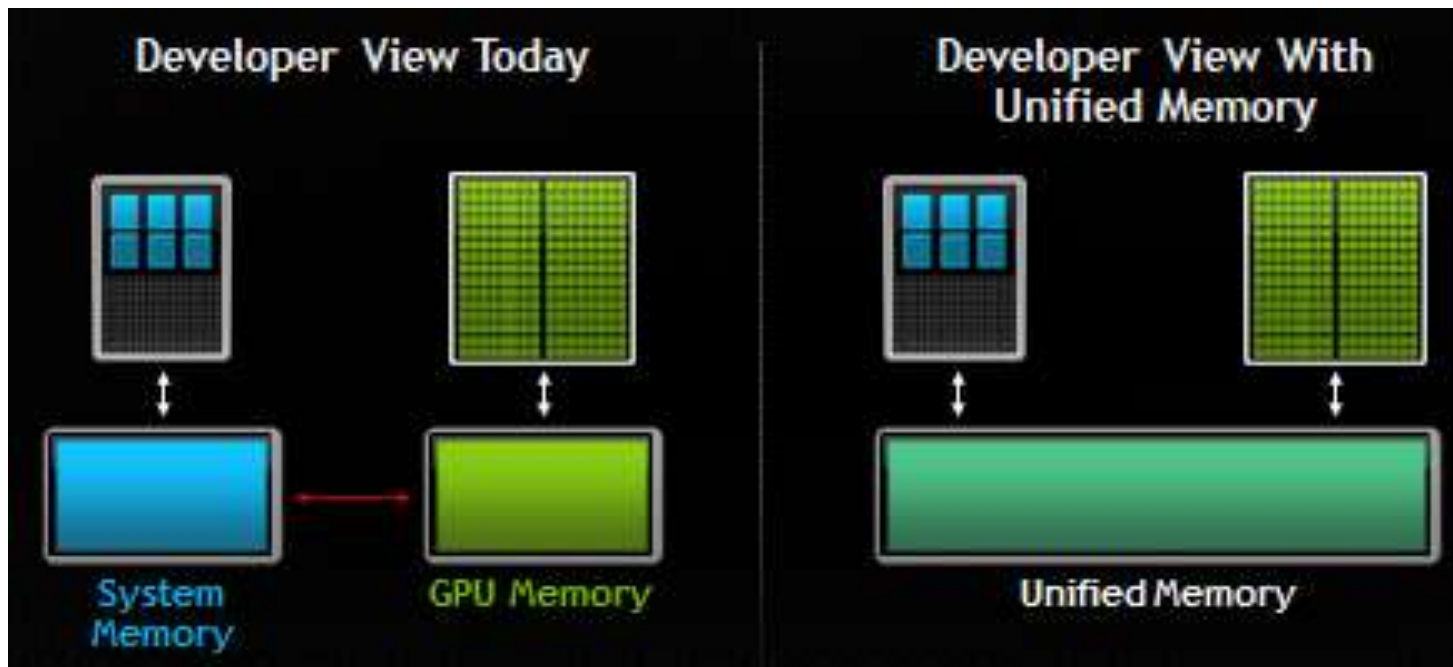 Developer View Today
Developer View With
Unified Memory
System
Memory
GPU Memory
Unified Memory